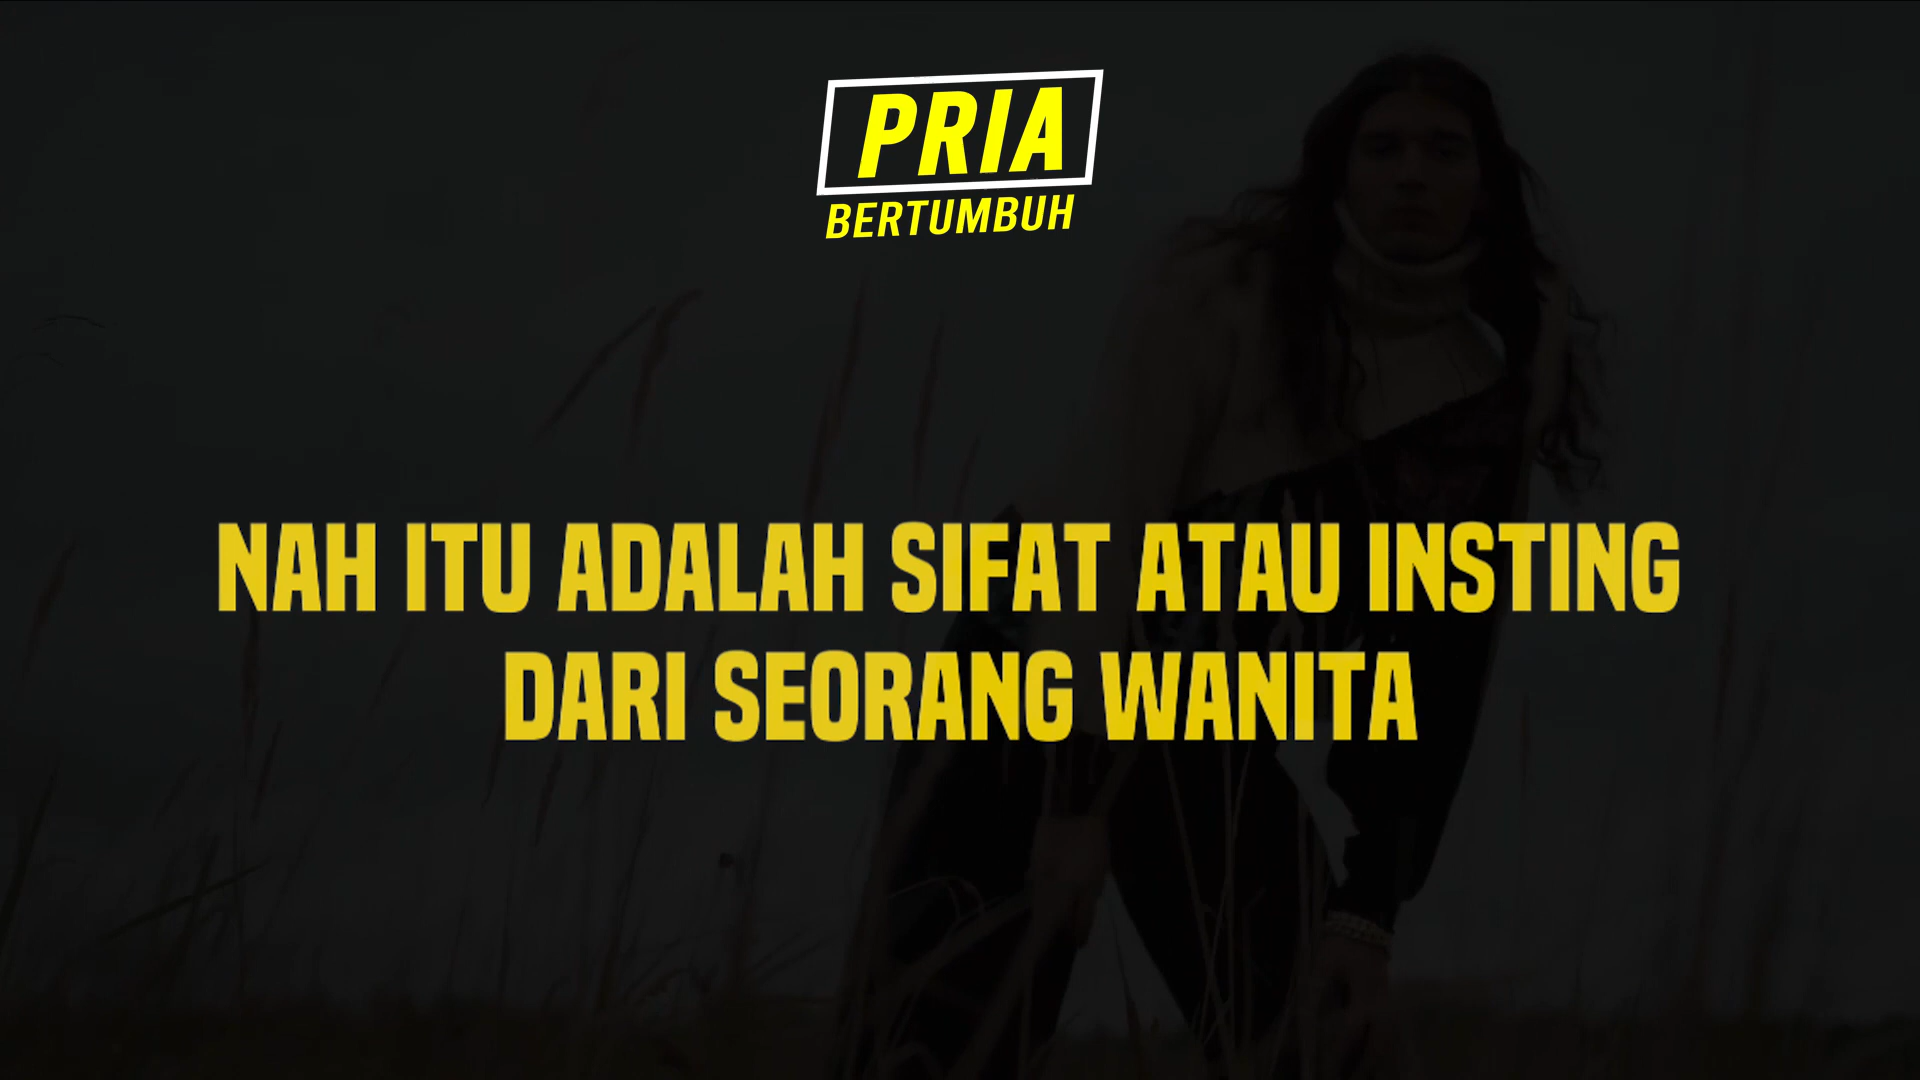 PRIA
BERTUMBUH
NAH ITU ADALAH SIFAT ATAU INSTING
DARI SEORANG WANITA